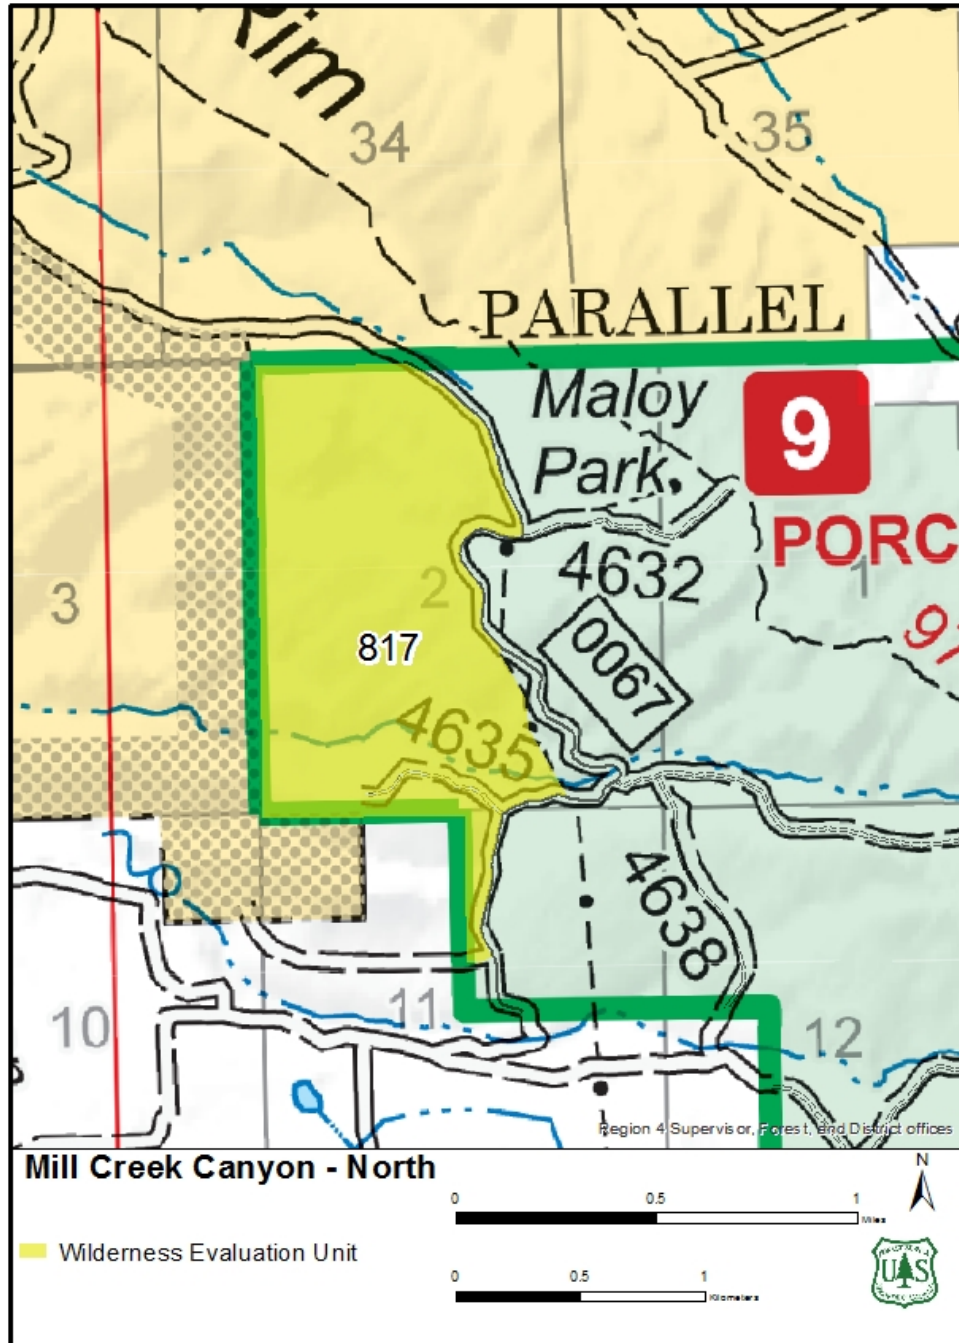 Rim
34
35
PARALLEL
Maloy
Park
9
PORC
4632
1
2
3
97
0067
817
4635
4638
10
11
12
Region 4 Supervisor, Forest, and District offices
Mill Creek Canyon - North
N
0 0.5 1
Miles
Wilderness Evaluation Unit
0 0.5 1
Kilometers
U S